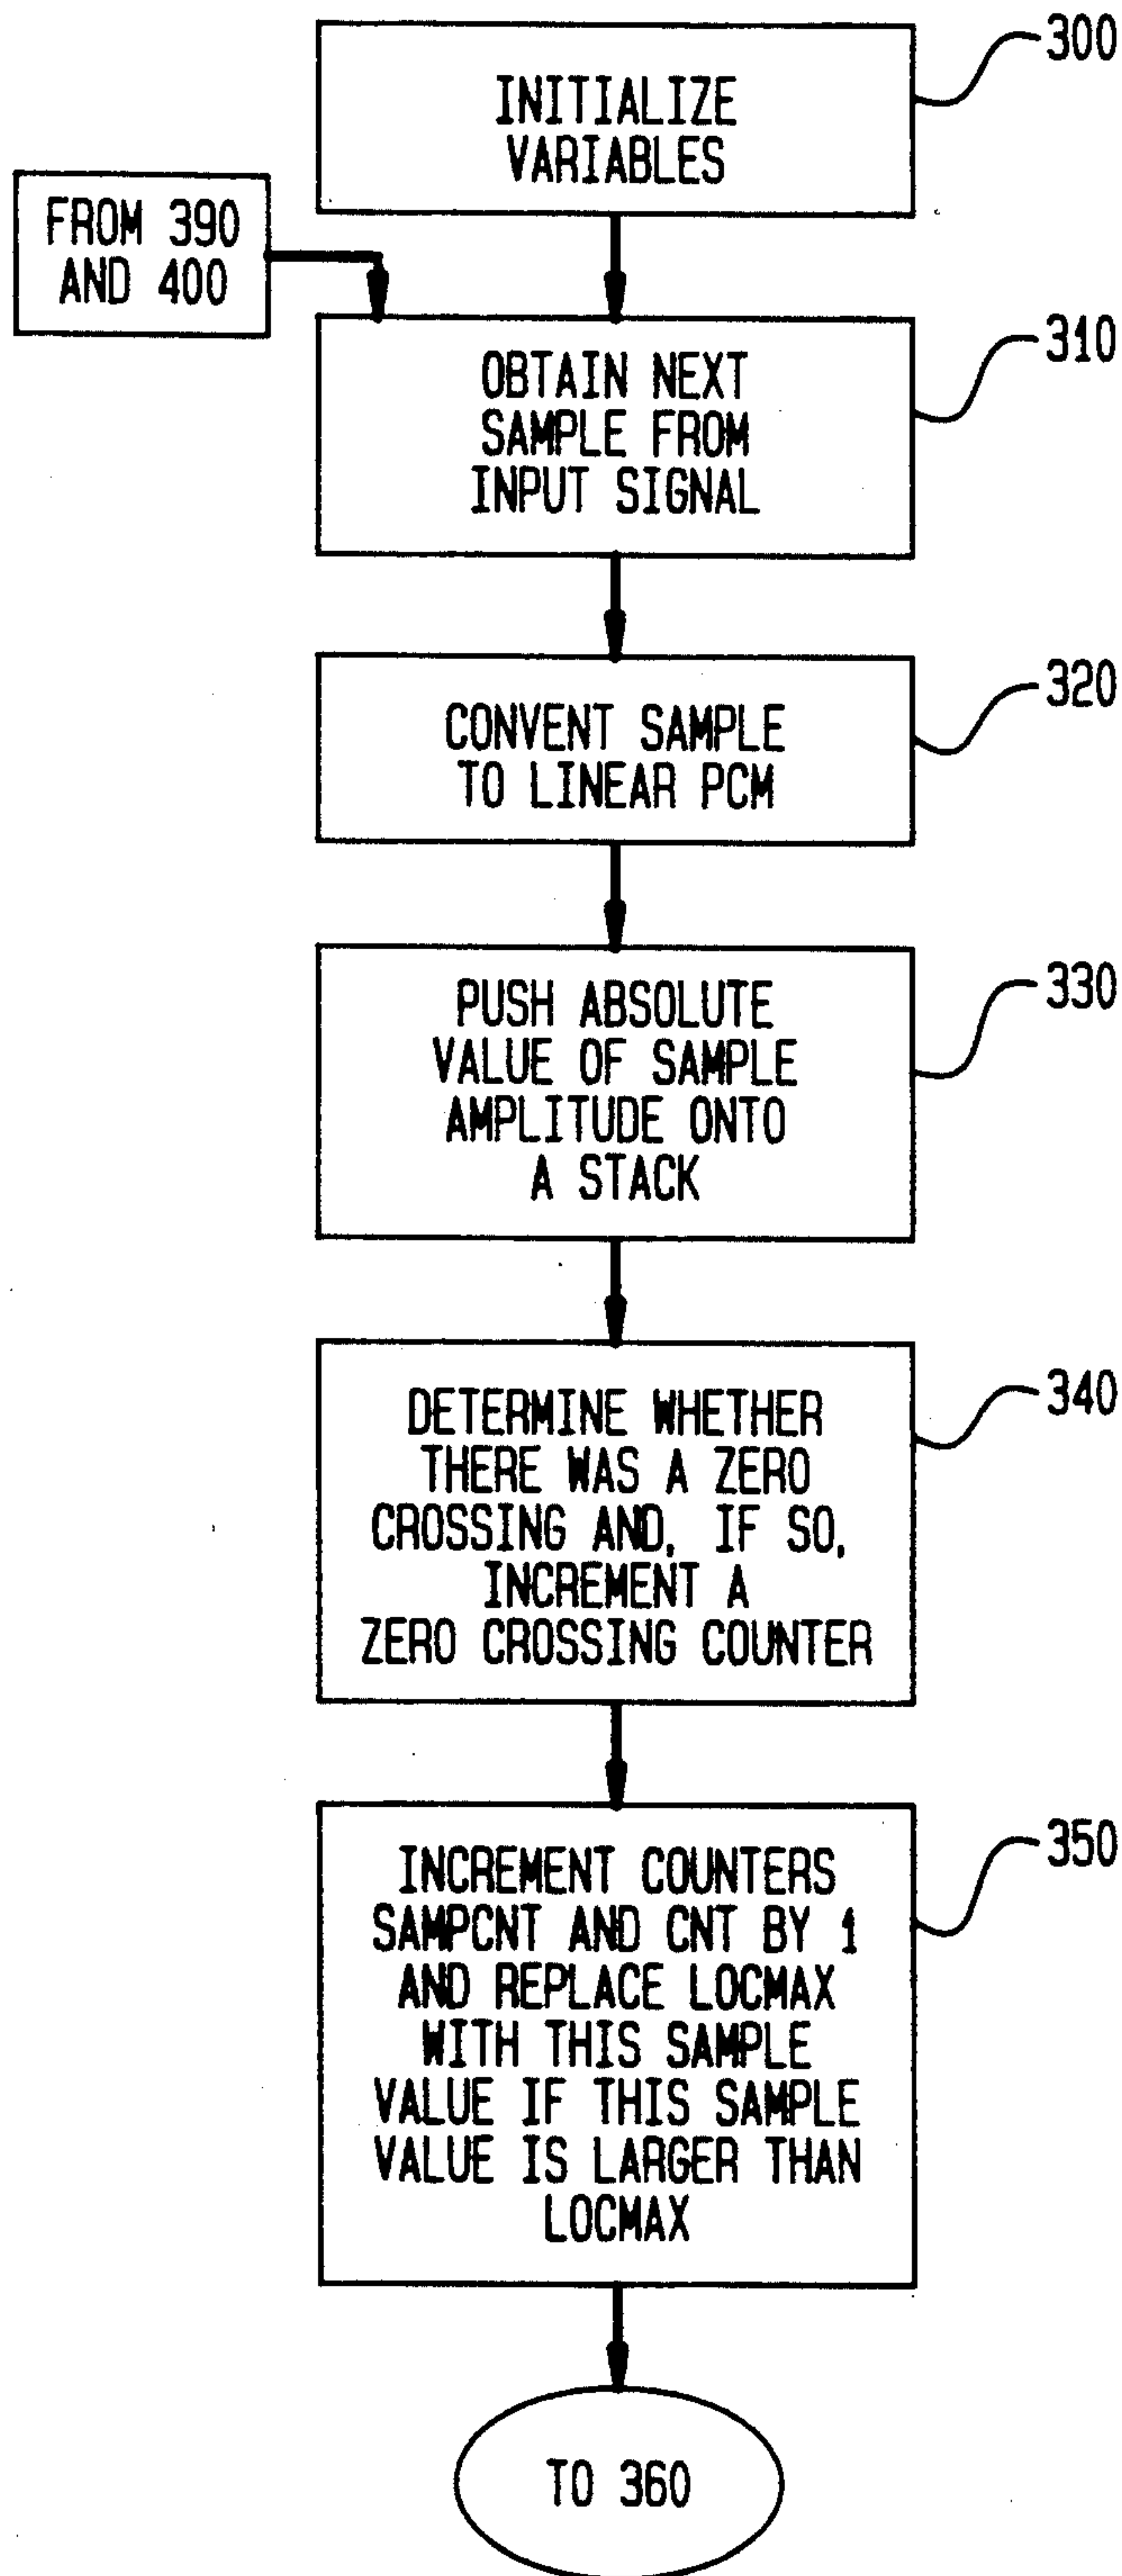 300
INITIALIZE
VARIABLES
FROM 390
AND 400
310
OBTAIN NEXT
SAMPLE FROM
INPUT SIGNAL
320
CONVENT SAMPLE
TO LINEAR PCM
330
PUSH ABSOLUTE
VALUE OF SAMPLE
AMPLITUDE ONTO
A STACK
340
DETERMINE WHETHER
THERE WAS A ZERO
CROSSING AND, IF SO,
INCREMENT A
ZERO CROSSING COUNTER
350
INCREMENT COUNTERS
SAMPCNT AND CNT BY 1
AND REPLACE LOCMAX
WITH THIS SAMPLE
VALUE IF THIS SAMPLE
VALUE IS LARGER THAN
LOCMAX
TO 360